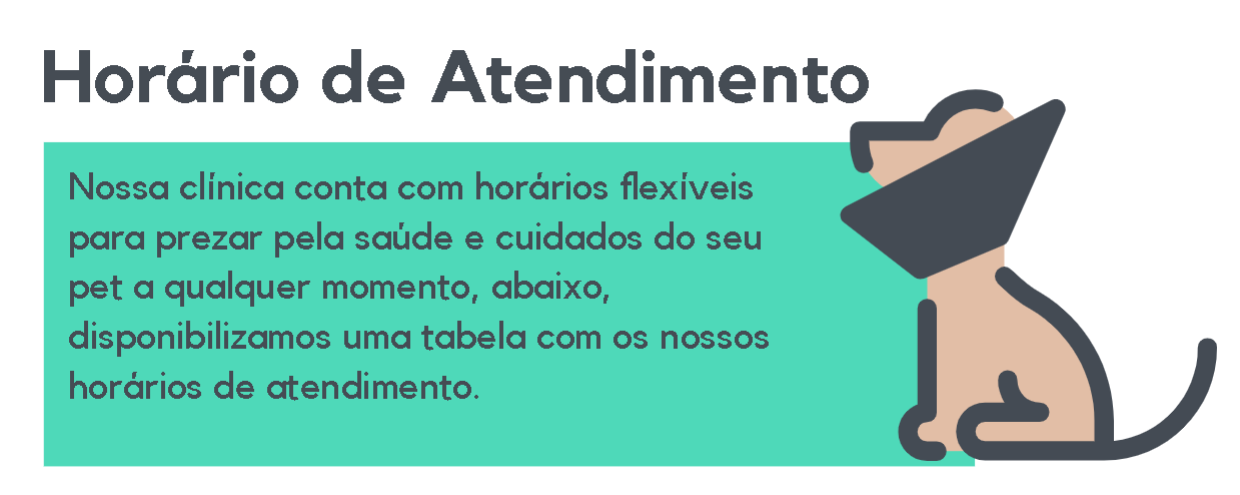 Horário de Atendimento
Nossa clínica conta com horários flexíveis
para prezar pela saúde e cuidados do seu
pet a qualquer momento, abaixo,
disponibilizamos uma tabela com os nossos
horários de atendimento.